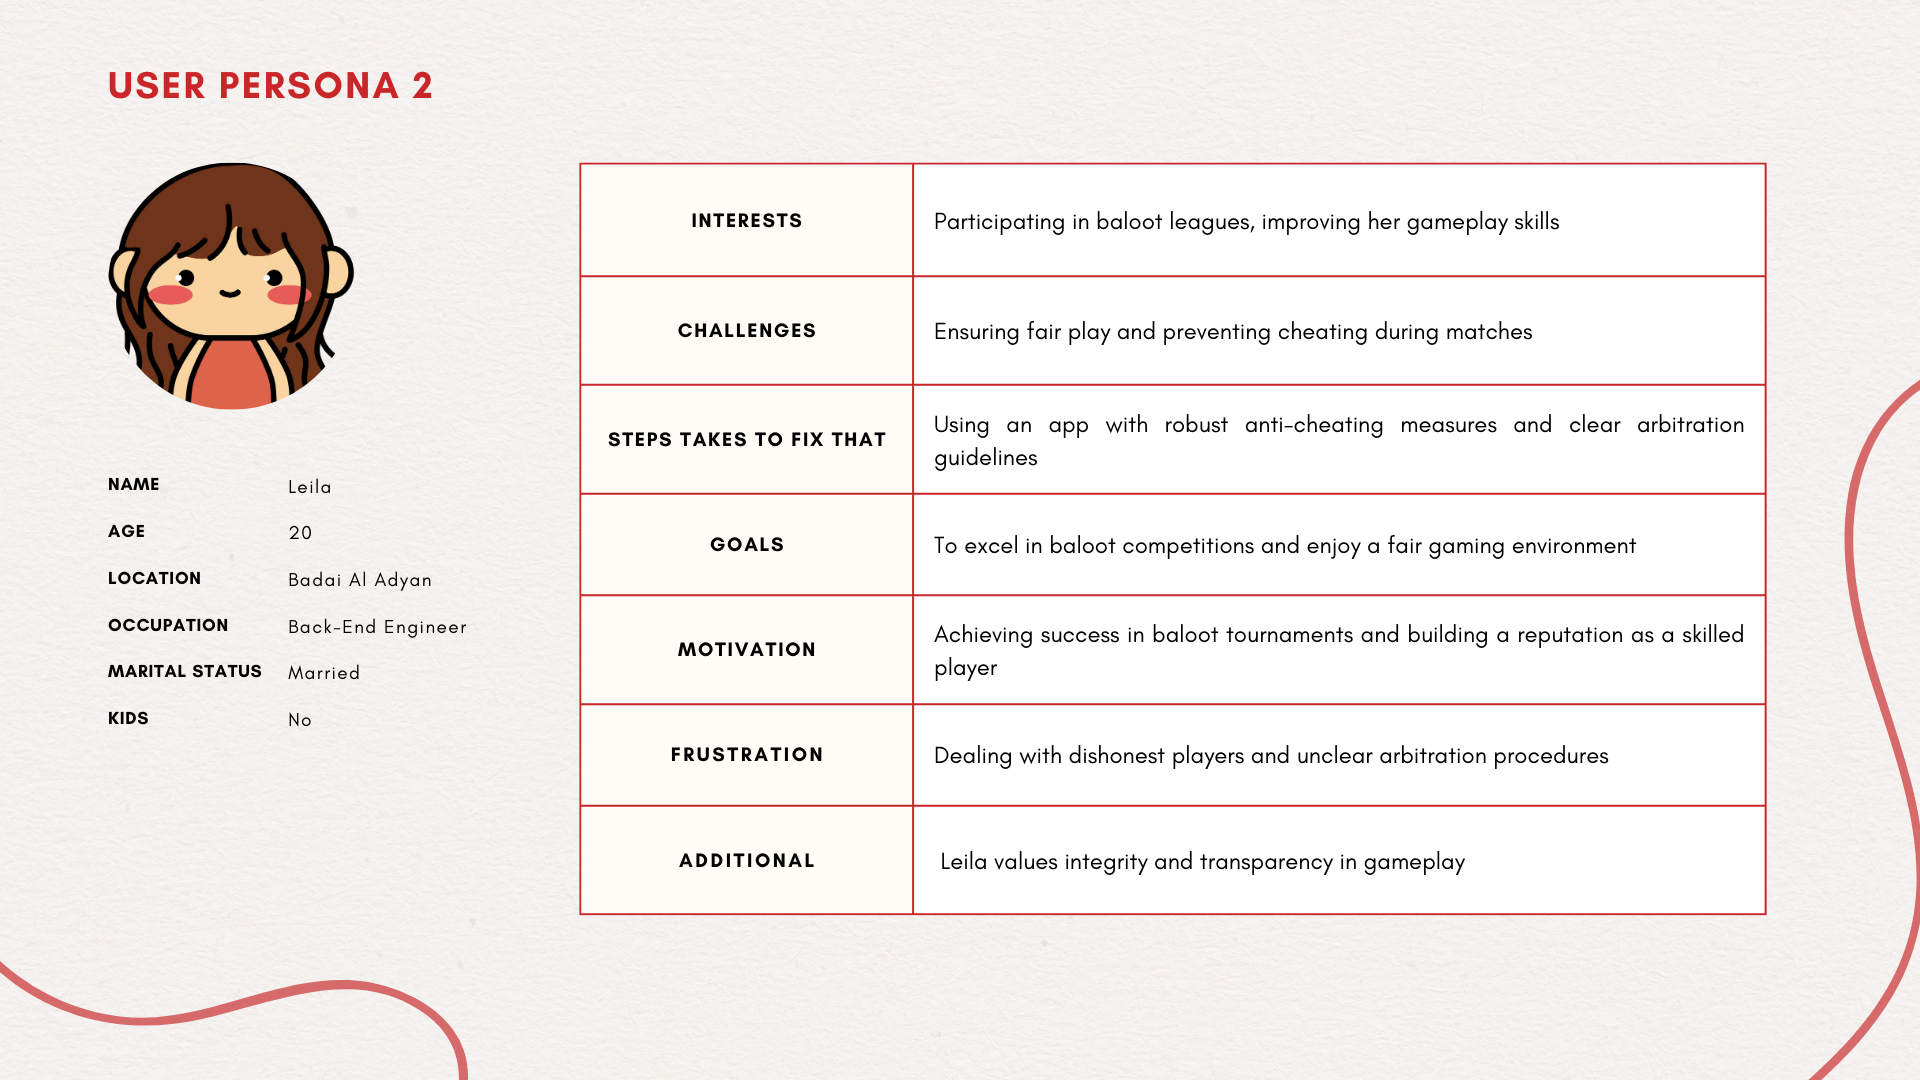 USER PERSONA 2
NAME Leila
AGE 20
LOCATION Badai Al Adyan
OCCUPATION Back-End Engineer
MARITAL STATUS Married
KIDS No
INTERESTS Participating in baloot leagues, improving her gameplay skills
CHALLENGES Ensuring fair play and preventing cheating during matches
STEPS TAKES TO FIX THAT Using an app with robust anti-cheating measures and clear arbitration
guidelines
GOALS To excel in baloot competitions and enjoy a fair gaming environment
MOTIVATION Achieving success in baloot tournaments and building a reputation as a skilled
player
FRUSTRATION Dealing with dishonest players and unclear arbitration procedures
ADDITIONAL Leila values integrity and transparency in gameplay